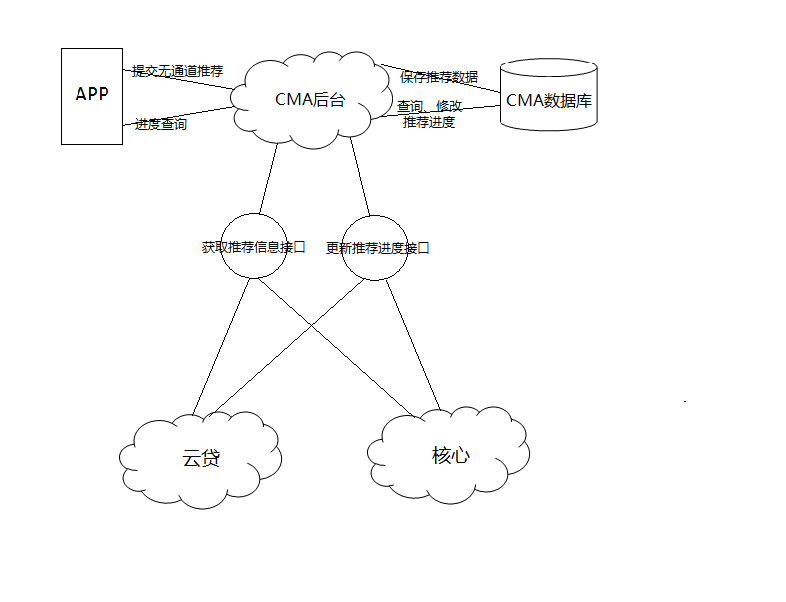 APP
提交无通道推荐
进度查询
CMA后台
保存推荐数据
查询、修改
推荐进度
CMA数据库
获取推荐信息接口
更新推荐进度接口
云贷
核心